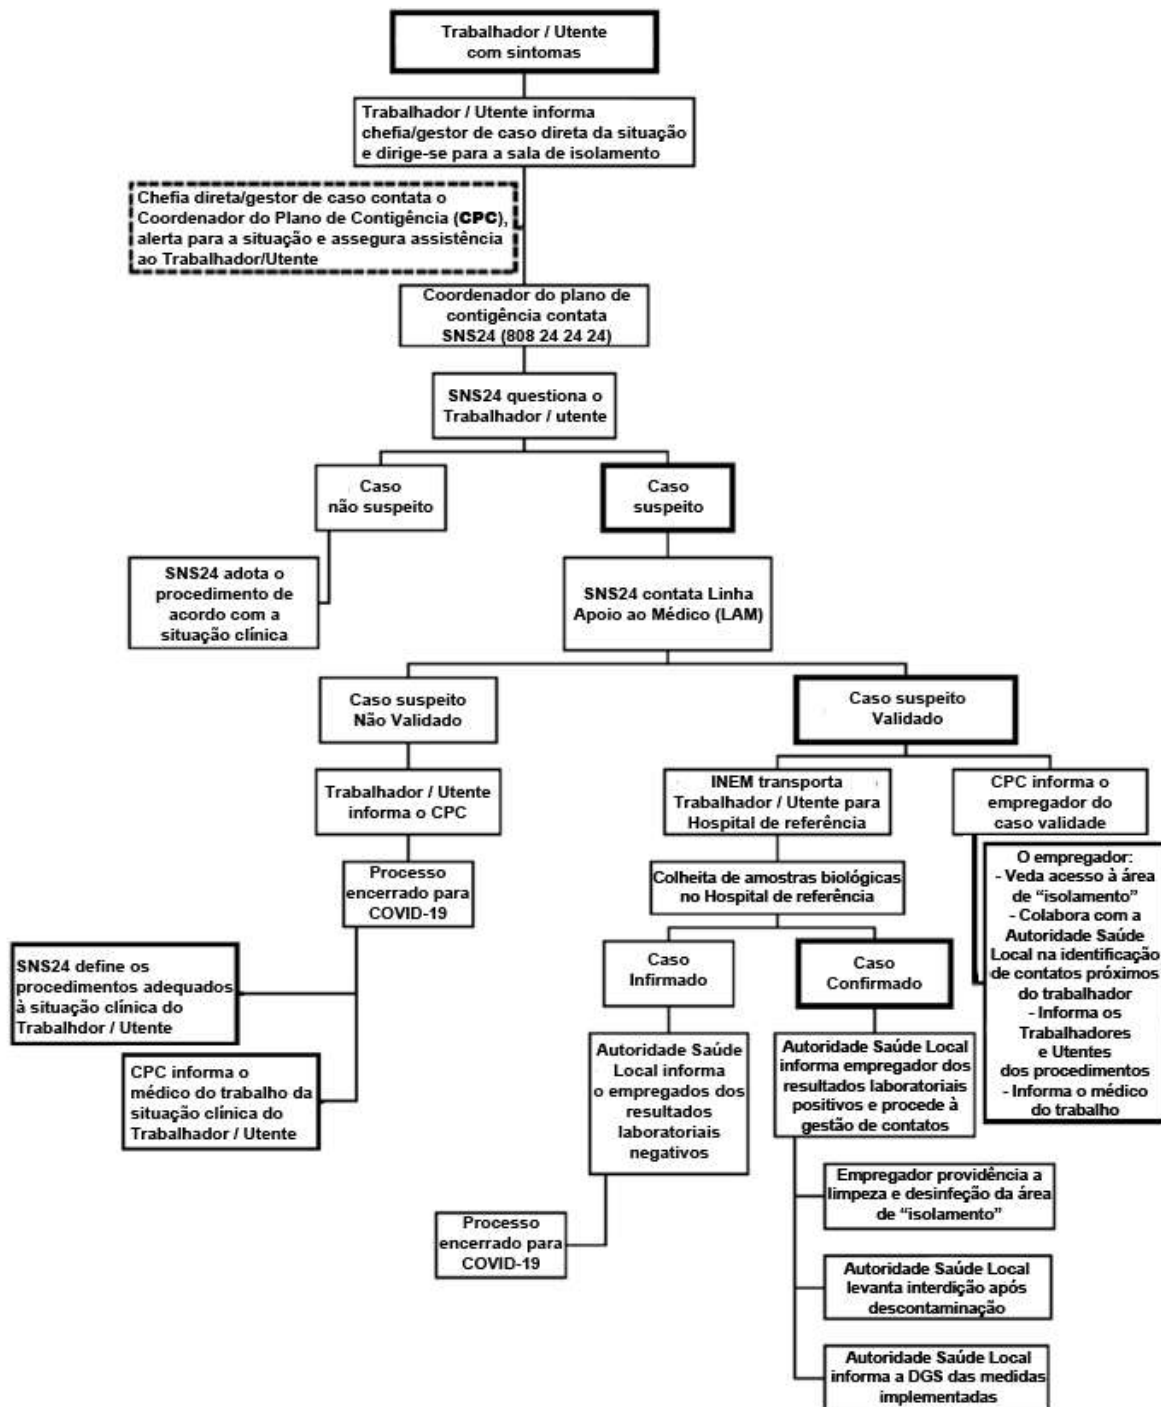 Trabalhador / Utente
com sintomas
Trabalhador / Utente informa
chefia/gestor de caso direta da situação
e dirige-se para a sala de isolamento
Chefia direta/gestor de caso contata o
Coordenador do Plano de Contigência (CPC),
alerta para a situação e assegura assistência
ao Trabalhador/Utente
Coordenador do plano de
contigência contata
SNS24 (808 24 24 24)
SNS24 questiona o
Trabalhador / utente
Caso
não suspeito
Caso
suspeito
SNS24 adota o
procedimento de
acordo com a
situação clínica
SNS24 contata Linha
Apoio ao Médico (LAM)
Caso suspeito
Não Validado
Caso suspeito
Validado
Trabalhador / Utente
informa o CPC
INEM transporta
Trabalhador / Utente para
Hospital de referência
CPC informa o
empregador do
caso validade
Processo
encerrado para
COVID-19
Colheita de amostras biológicas
no Hospital de referência
O empregador:
- Veda acesso à área
de “isolamento”
- Colabora com a
Autoridade Saúde
Local na identificação
de contatos próximos
do trabalhador
- Informa os
Trabalhadores
e Utentes
dos procedimentos
- Informa o médico
do trabalho
SNS24 define os
procedimentos adequados
à situação clínica do
Trabalhdor / Utente
CPC informa o
médico do trabalho da
situação clínica do
Trabalhador / Utente
Caso
Infirmado
Caso
Confirmado
Autoridade Saúde
Local informa
o empregados dos
resultados
laboratoriais
negativos
Autoridade Saúde Local
informa empregador dos
resultados laboratoriais
positivos e procede à
gestão de contatos
Processo
encerrado para
COVID-19
Empregador providência a
limpeza e desinfeção da área
de “isolamento”
Autoridade Saúde Local
levanta interdição após
descontaminação
Autoridade Saúde Local
informa a DGS das medidas
implementadas